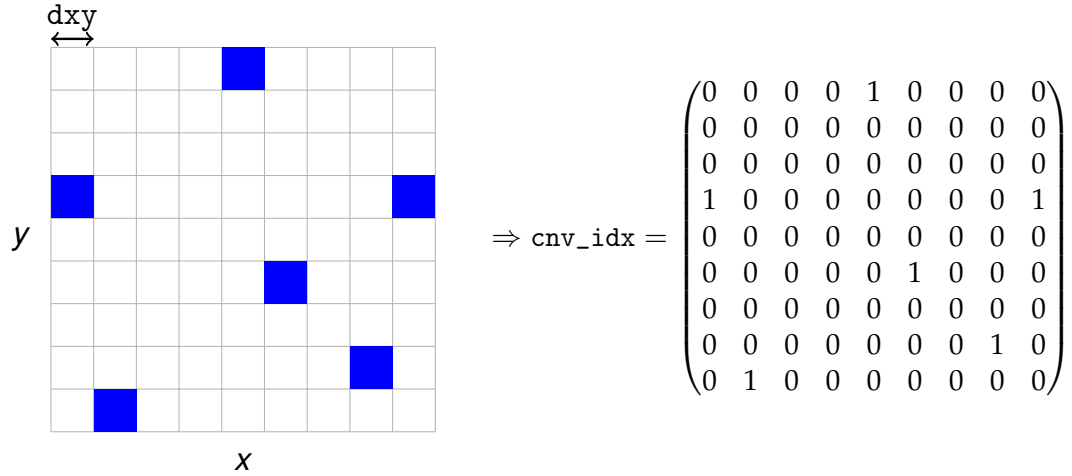 dxy
y
x
⇒ cnv_idx =
0 0 0 0 1 0 0 0 0
0 0 0 0 0 0 0 0 0
0 0 0 0 0 0 0 0 0
1 0 0 0 0 0 0 0 1
0 0 0 0 0 0 0 0 0
0 0 0 0 0 1 0 0 0
0 0 0 0 0 0 0 0 0
0 0 0 0 0 0 0 1 0
0 1 0 0 0 0 0 0 0